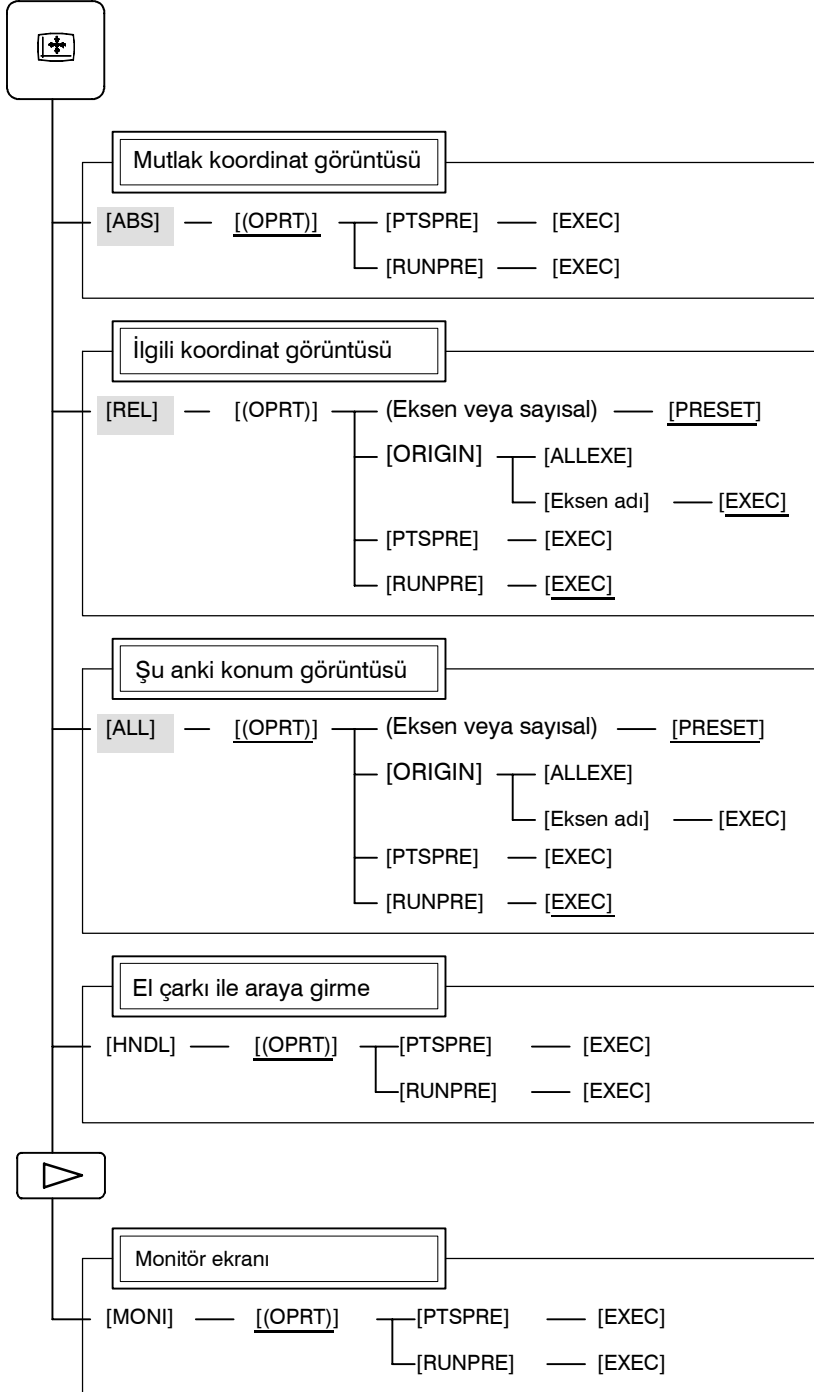 Mutlak koordinat görüntüsü
[ABS] [(OPRT)] [PTSPRE] [EXEC]
[RUNPRE] [EXEC]
İlgili koordinat görüntüsü
[REL] [(OPRT)] (Eksen veya sayısal) [PRESET]
[ORIGIN] [ALLEXE]
[Eksen adı] [EXEC]
[PTSPRE] [EXEC]
[RUNPRE] [EXEC]
Şu anki konum görüntüsü
[ALL] [(OPRT)] (Eksen veya sayısal) [PRESET]
[ORIGIN] [ALLEXE]
[Eksen adı] [EXEC]
[PTSPRE] [EXEC]
[RUNPRE] [EXEC]
El çarkı ile araya girme
[HNDL] [(OPRT)] [PTSPRE] [EXEC]
[RUNPRE] [EXEC]
Monitör ekranı
[MONI] [(OPRT)] [PTSPRE] [EXEC]
[RUNPRE] [EXEC]